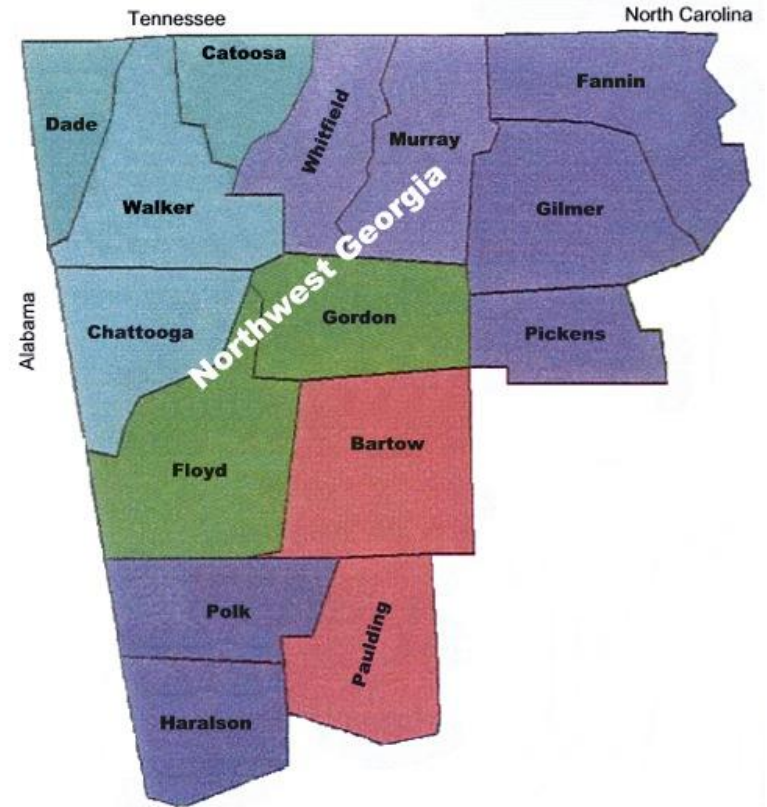 Tennessee
North Carolina
Catoosa
Fannin
Dade
Whitfield
Murray
Walker
Gilmer
Northwest Georgia
Alabama
Chattooga
Gordon
Pickens
Bartow
Floyd
Polk
Paulding
Haralson